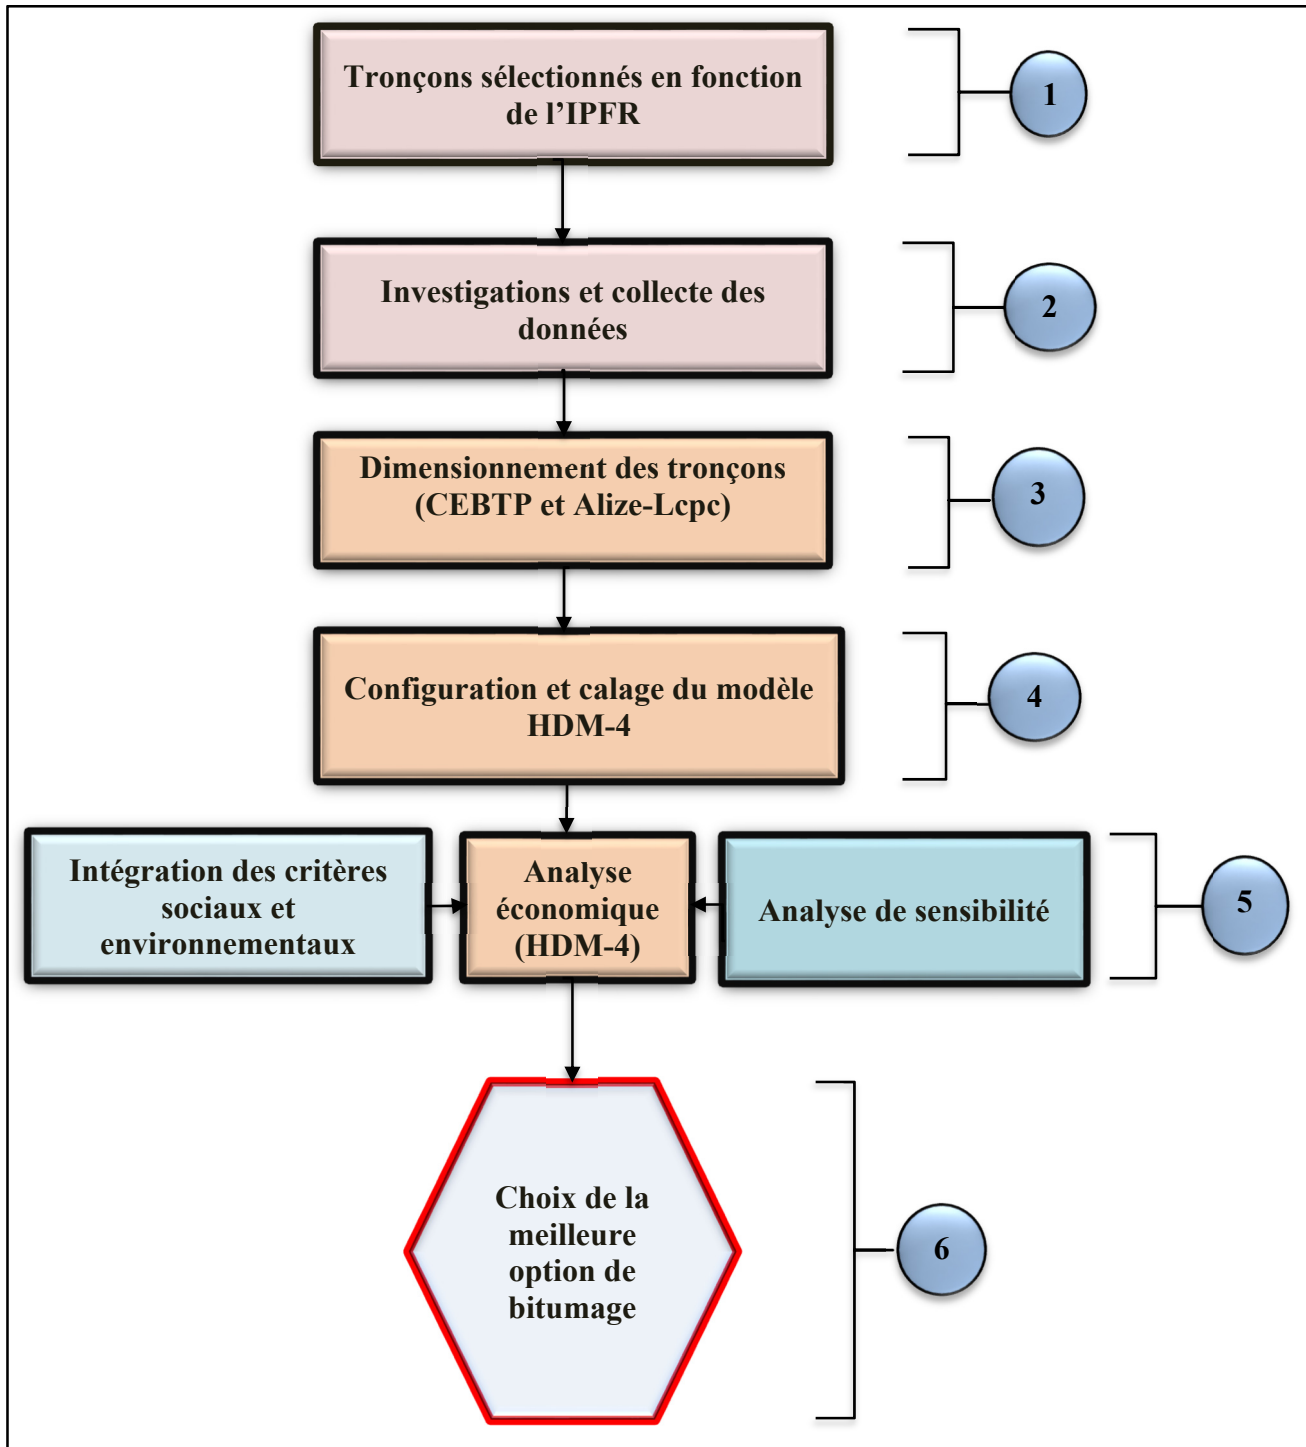 Tronçons sélectionnés en fonction
de l’IPFR
1
Investigations et collecte des
données
2
Dimensionnement des tronçons
(CEBTP et Alize-Lcpc)
3
Configuration et calage du modèle
HDM-4
4
Intégration des critères
sociaux et
environnementaux
Analyse
économique
(HDM-4)
Analyse de sensibilité
5
Choix de la
meilleure
option de
bitumage
6